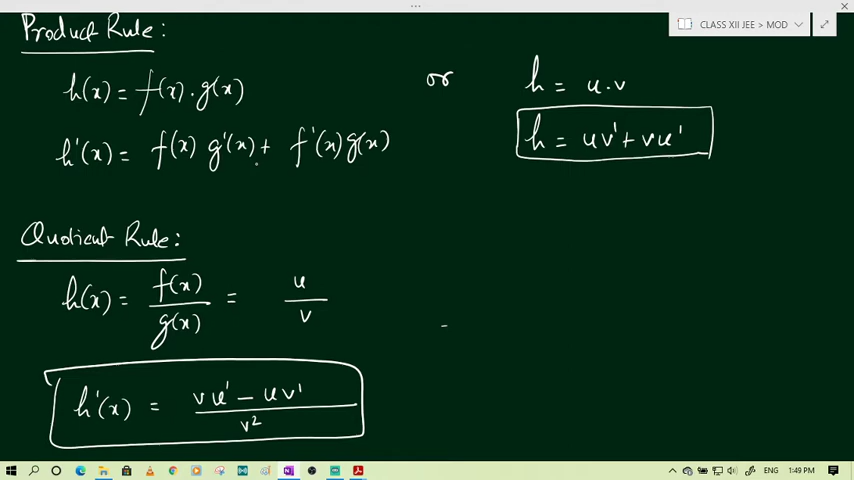 CLASS XII JEE > MOD
Product Rule:
h(x) = f(x) . g(x)
h'(x) = f(x) g'(x) + f'(x) g(x)
or
h = u.v
h = uv' + vu'
Quotient Rule:
h(x) = f(x)/g(x) = u/v
h'(x) = (vu' - uv')/v²
ENG 1:49 PM